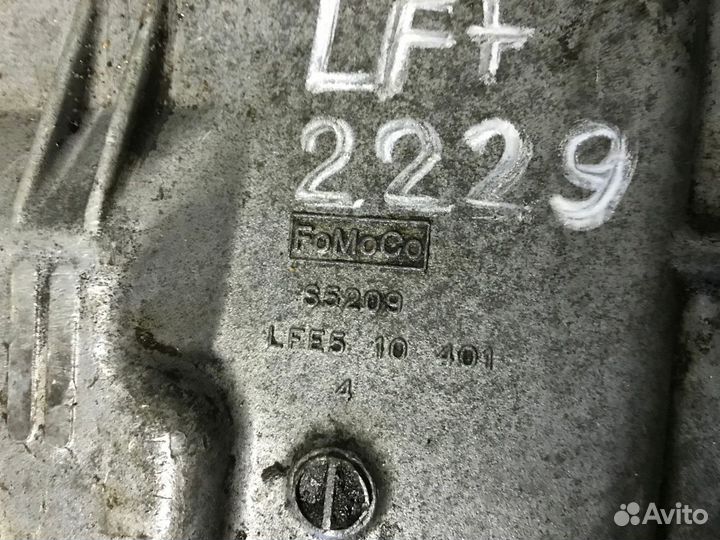 LF+
2229
FoMoCo
S5209
LFE5 10 401
4
Avito